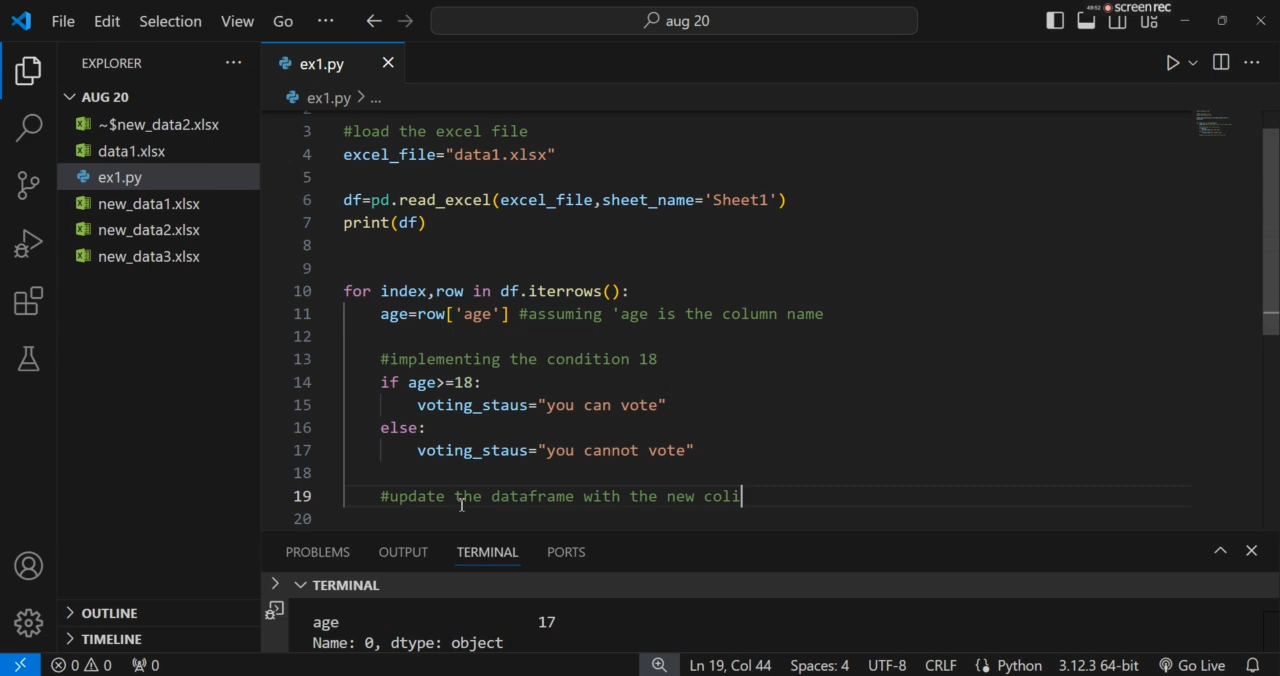 File Edit Selection View Go ··· aug 20 49:52 screenrec
EXPLORER ···
AUG 20
~$new_data2.xlsx
data1.xlsx
ex1.py
new_data1.xlsx
new_data2.xlsx
new_data3.xlsx
OUTLINE
TIMELINE
ex1.py
ex1.py > ...
3 #load the excel file
4 excel_file="data1.xlsx"
5
6 df=pd.read_excel(excel_file,sheet_name='Sheet1')
7 print(df)
8
9
10 for index,row in df.iterrows():
11 age=row['age'] #assuming 'age is the column name
12
13 #implementing the condition 18
14 if age>=18:
15 voting_staus="you can vote"
16 else:
17 voting_staus="you cannot vote"
18
19 #update the dataframe with the new coli
20
PROBLEMS OUTPUT TERMINAL PORTS
TERMINAL
age 17
Name: 0, dtype: object
0 0 0 Ln 19, Col 44 Spaces: 4 UTF-8 CRLF Python 3.12.3 64-bit Go Live